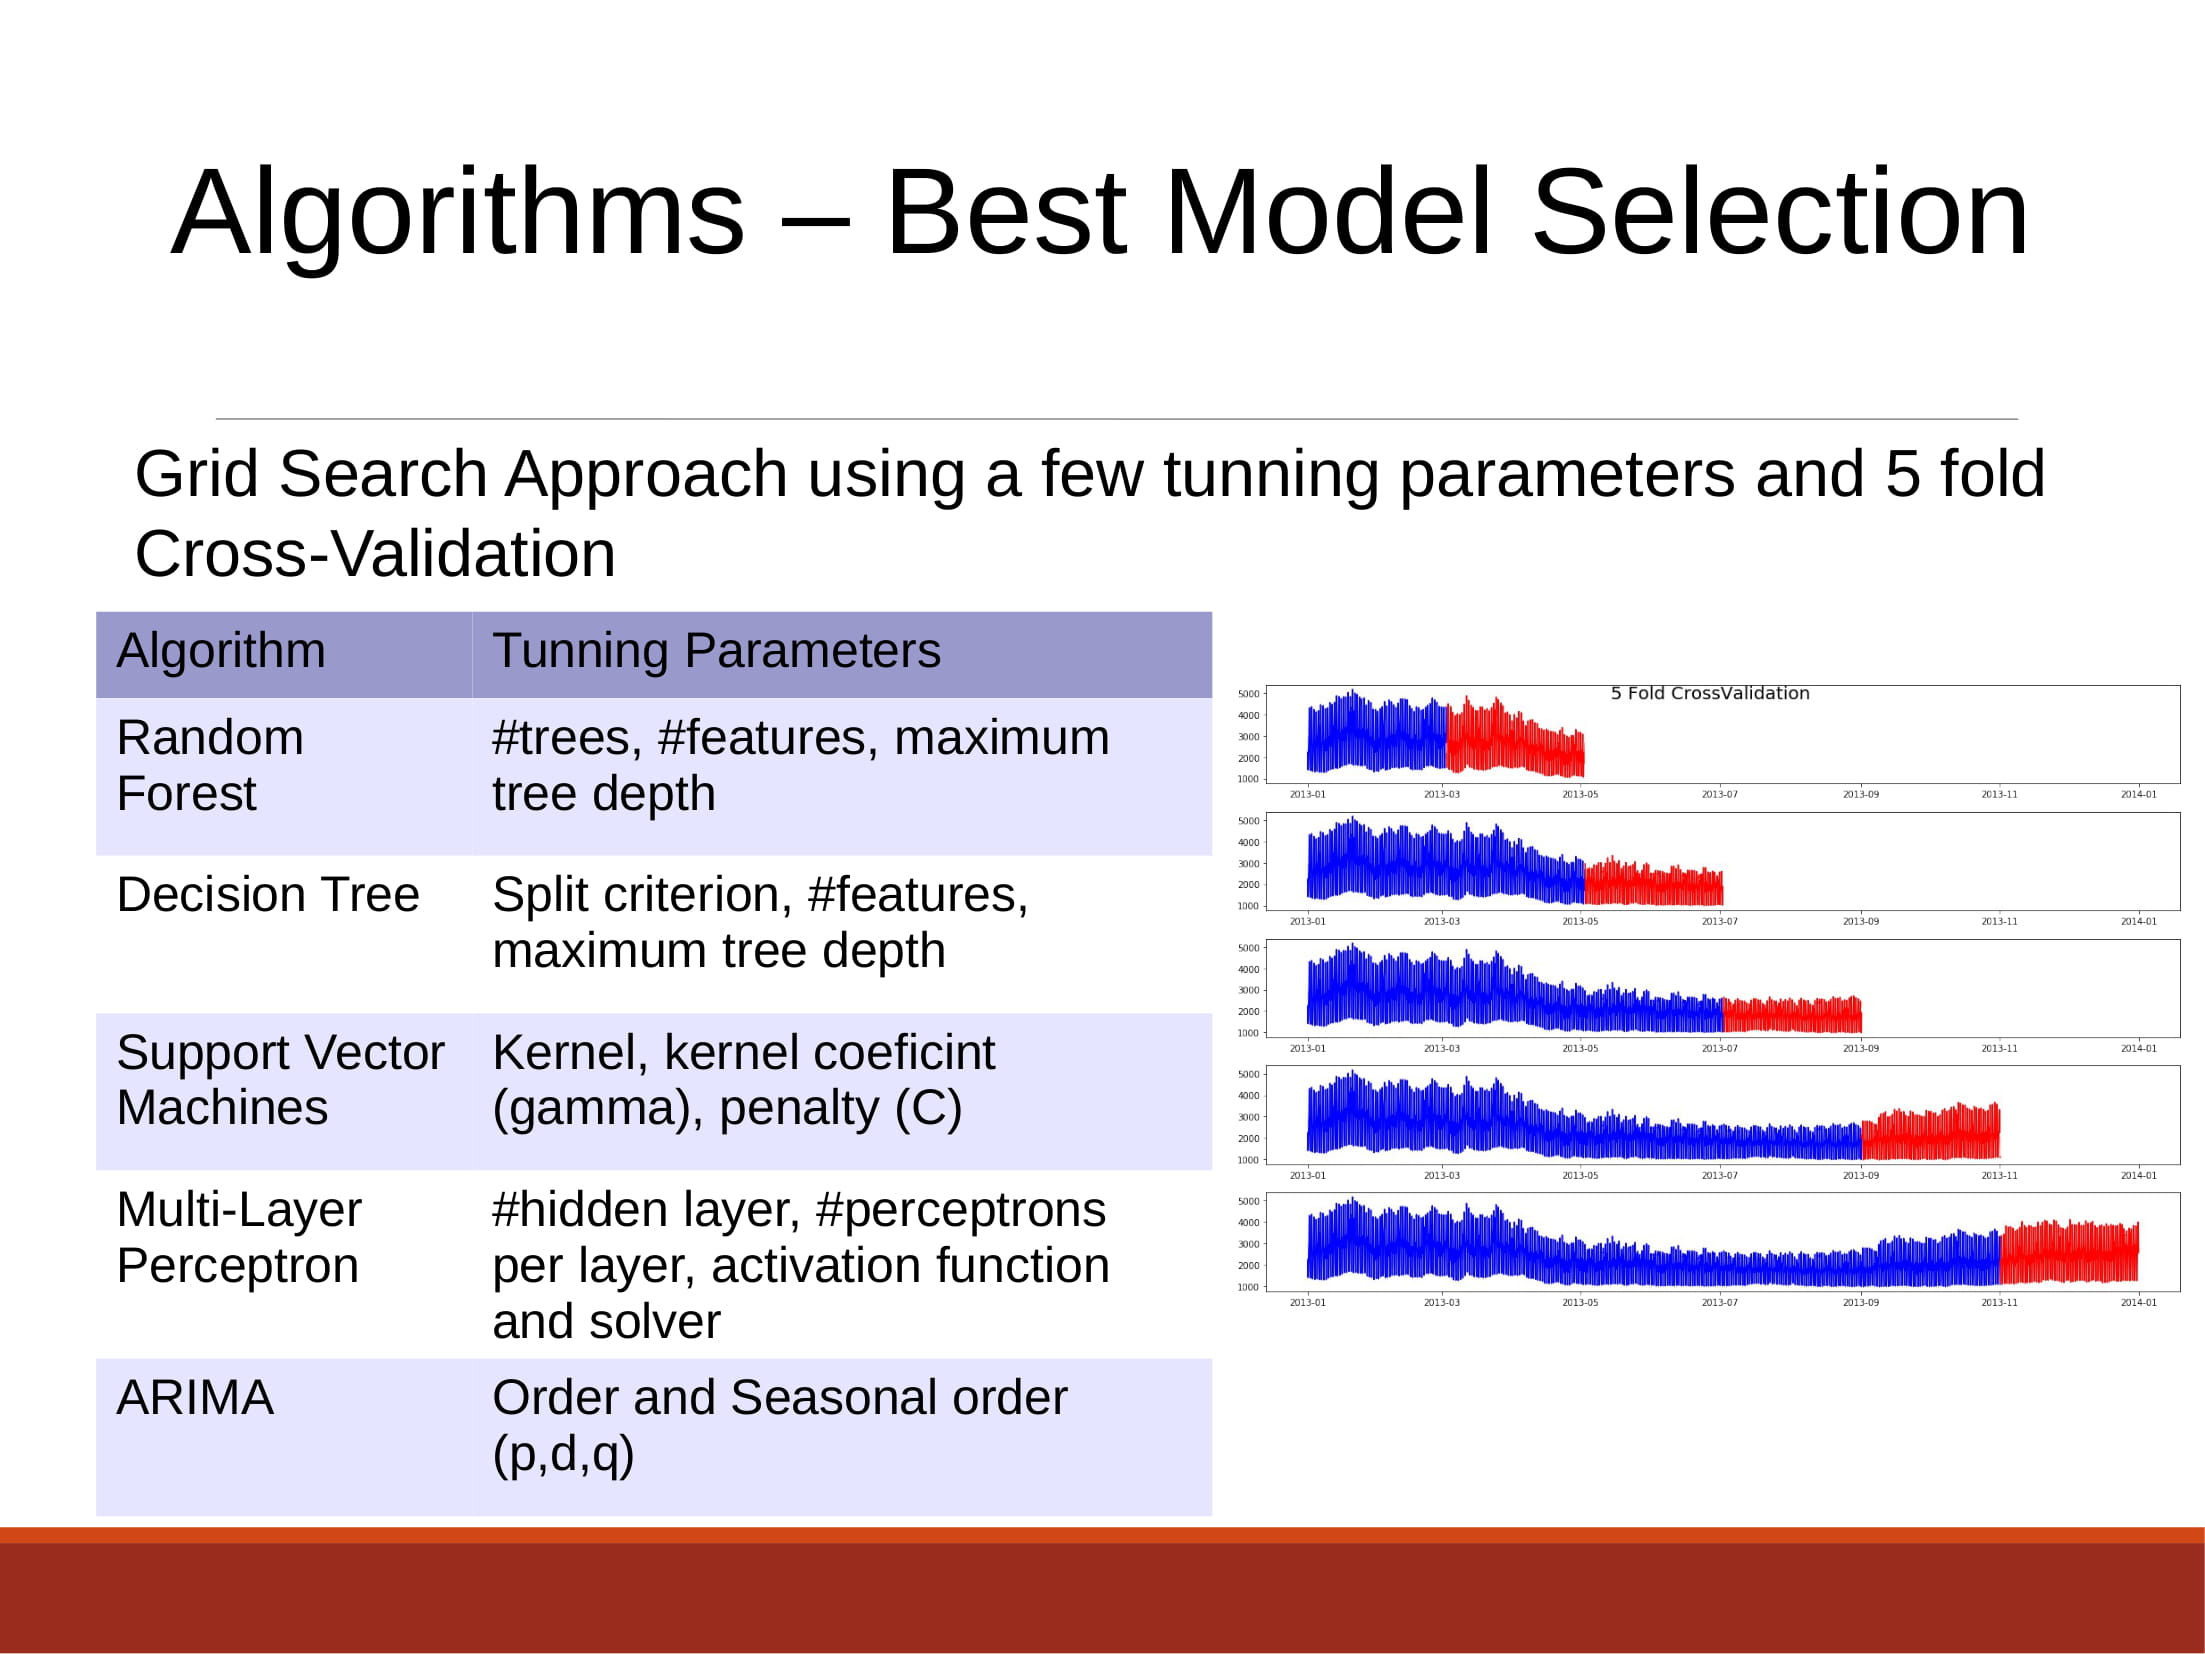 Algorithms – Best Model Selection
Grid Search Approach using a few tunning parameters and 5 fold
Cross-Validation
Algorithm
Tunning Parameters
Random
Forest
#trees, #features, maximum
tree depth
Decision Tree
Split criterion, #features,
maximum tree depth
Support Vector
Machines
Kernel, kernel coeficint
(gamma), penalty (C)
Multi-Layer
Perceptron
#hidden layer, #perceptrons
per layer, activation function
and solver
ARIMA
Order and Seasonal order
(p,d,q)
5 Fold CrossValidation
5000
4000
3000
2000
1000
2013-01 2013-03 2013-05 2013-07 2013-09 2013-11 2014-01
5000
4000
3000
2000
1000
2013-01 2013-03 2013-05 2013-07 2013-09 2013-11 2014-01
5000
4000
3000
2000
1000
2013-01 2013-03 2013-05 2013-07 2013-09 2013-11 2014-01
5000
4000
3000
2000
1000
2013-01 2013-03 2013-05 2013-07 2013-09 2013-11 2014-01
5000
4000
3000
2000
1000
2013-01 2013-03 2013-05 2013-07 2013-09 2013-11 2014-01